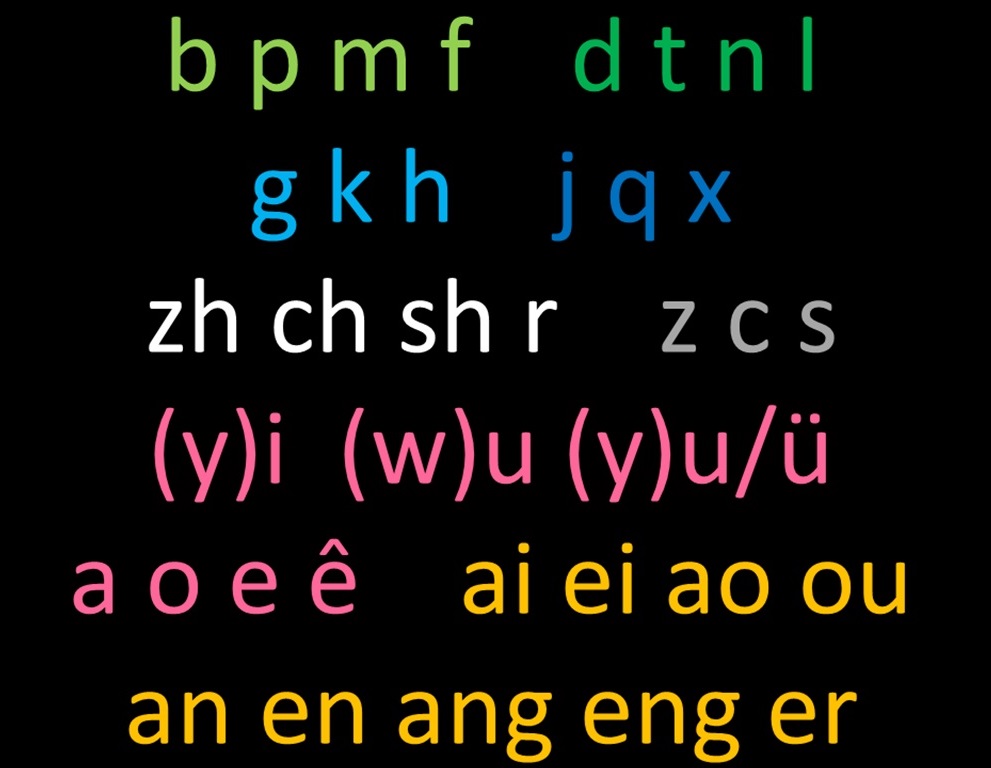 b p m f d t n l
g k h j q x
zh ch sh r z c s
(y)i (w)u (y)u/ü
a o e ê ai ei ao ou
an en ang eng er